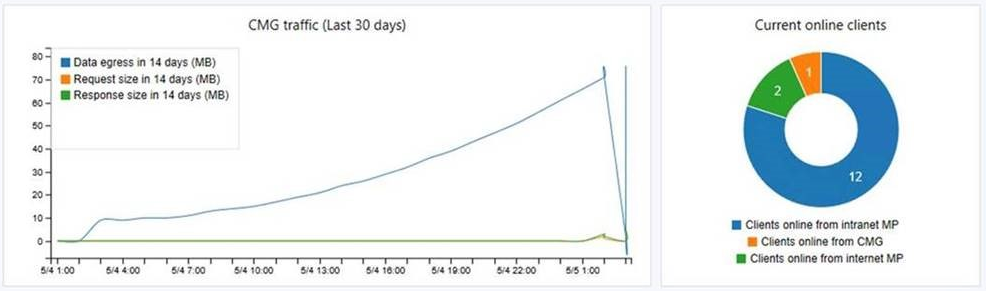 CMG traffic (Last 30 days)
80
70
60
50
40
30
20
10
0
Data egress in 14 days (MB)
Request size in 14 days (MB)
Response size in 14 days (MB)
5/4 1:00 5/4 4:00 5/4 7:00 5/4 10:00 5/4 13:00 5/4 16:00 5/4 19:00 5/4 22:00 5/5 1:00
Current online clients
1
2
12
Clients online from intranet MP
Clients online from CMG
Clients online from internet MP